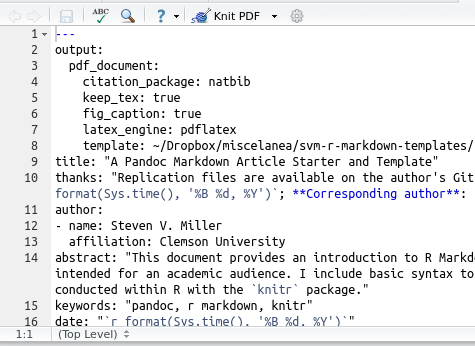 ABC
? Knit PDF
1 ---
2 output:
3 pdf_document:
4 citation_package: natbib
5 keep_tex: true
6 fig_caption: true
7 latex_engine: pdflatex
8 template: ~/Dropbox/miscelanea/svm-r-markdown-templates/
9 title: "A Pandoc Markdown Article Starter and Template"
10 thanks: "Replication files are available on the author's Git
format(Sys.time(), '%B %d, %Y')`; **Corresponding author**:
11 author:
12 - name: Steven V. Miller
13 affiliation: Clemson University
14 abstract: "This document provides an introduction to R Markd
intended for an academic audience. I include basic syntax to
conducted within R with the `knitr` package."
15 keywords: "pandoc, r markdown, knitr"
16 date: "`r format(Sys.time(), '%B %d, %Y')`"
1:1 (Top Level)